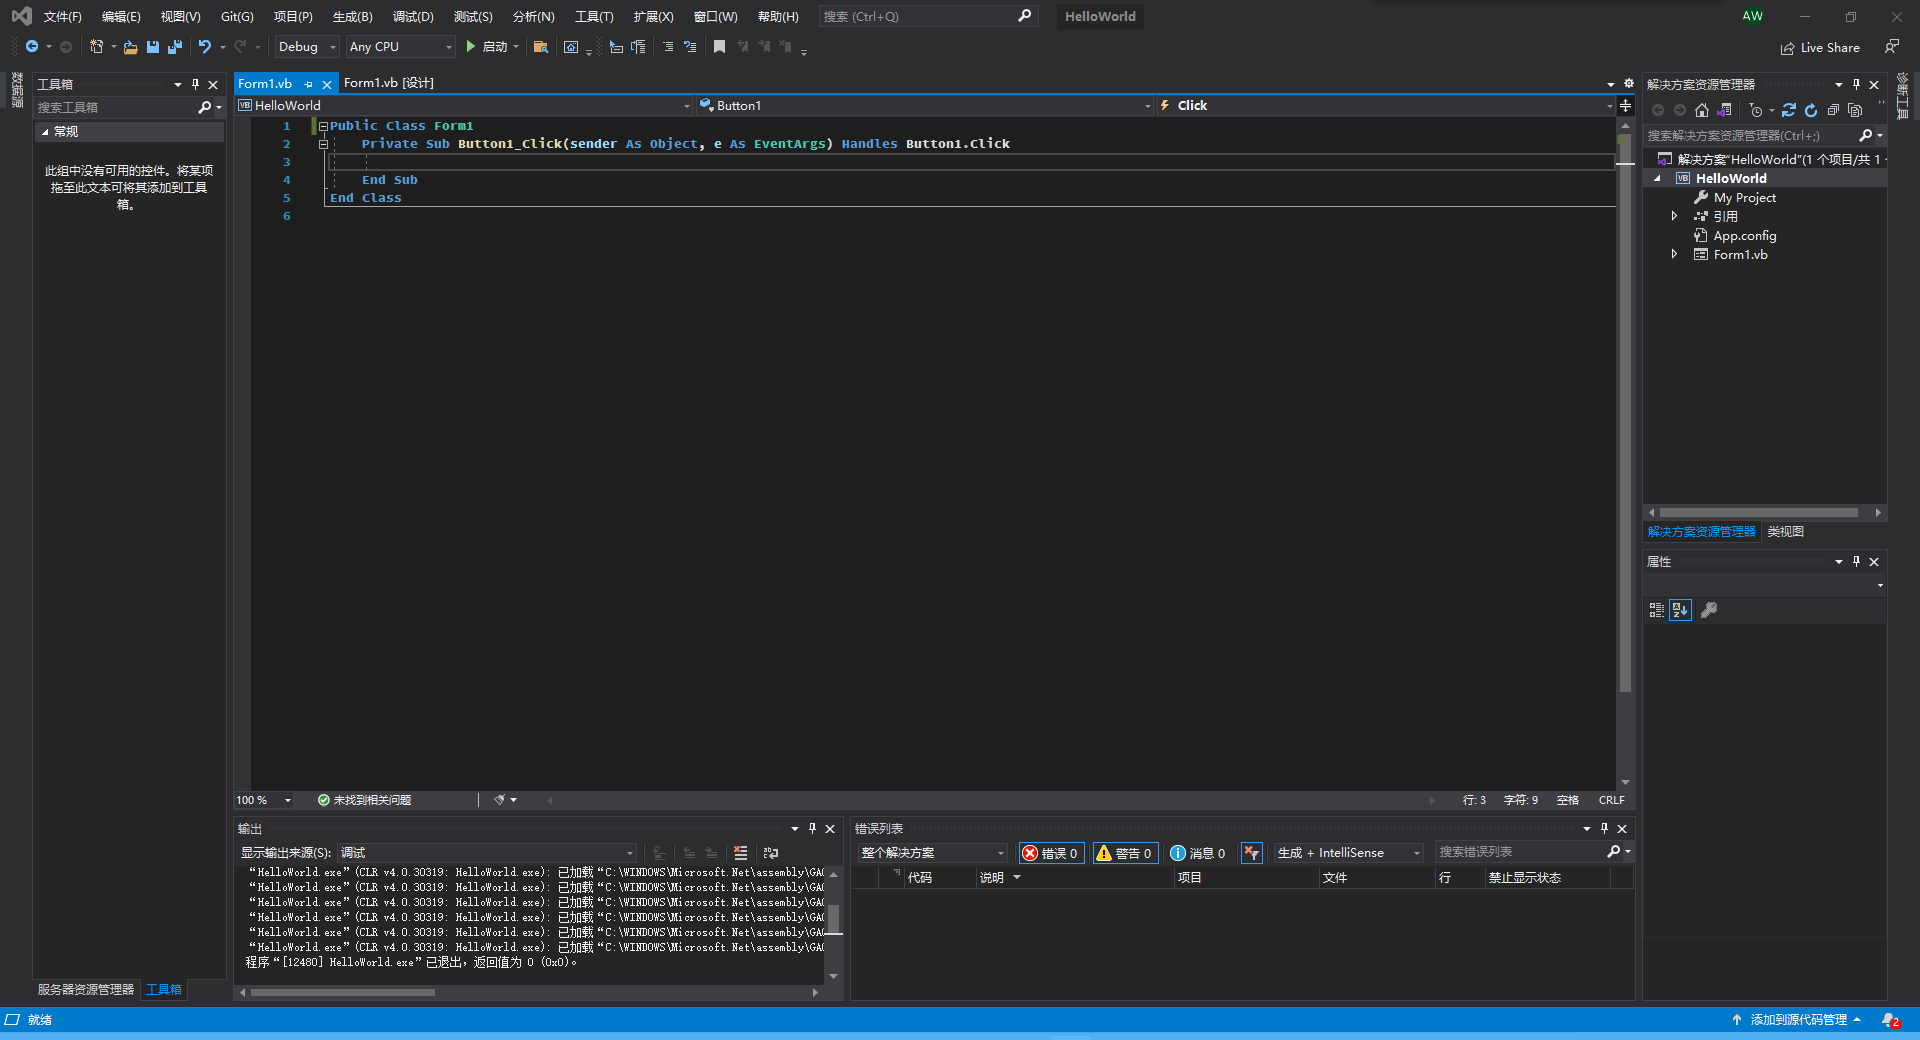 文件(F) 编辑(E) 视图(V) Git(G) 项目(P) 生成(B) 调试(D) 测试(S) 分析(N) 工具(T) 扩展(X) 窗口(W) 帮助(H) 搜索 (Ctrl+Q) HelloWorld AW
Debug Any CPU 启动 Live Share
数据源
工具箱
搜索工具箱
常规
此组中没有可用的控件。将某项
拖至此文本可将其添加到工具
箱。
服务器资源管理器 工具箱
Form1.vb Form1.vb [设计]
HelloWorld Button1 Click
1 Public Class Form1
2 Private Sub Button1_Click(sender As Object, e As EventArgs) Handles Button1.Click
3
4 End Sub
5 End Class
6
100 % 未找到相关问题 行: 3 字符: 9 空格 CRLF
输出
显示输出来源(S): 调试
“HelloWorld.exe”(CLR v4.0.30319: HelloWorld.exe): 已加载“C:\WINDOWS\Microsoft.Net\assembly\GAC
“HelloWorld.exe”(CLR v4.0.30319: HelloWorld.exe): 已加载“C:\WINDOWS\Microsoft.Net\assembly\GAC
“HelloWorld.exe”(CLR v4.0.30319: HelloWorld.exe): 已加载“C:\WINDOWS\Microsoft.Net\assembly\GAC
“HelloWorld.exe”(CLR v4.0.30319: HelloWorld.exe): 已加载“C:\WINDOWS\Microsoft.Net\assembly\GAC
“HelloWorld.exe”(CLR v4.0.30319: HelloWorld.exe): 已加载“C:\WINDOWS\Microsoft.Net\assembly\GAC
“HelloWorld.exe”(CLR v4.0.30319: HelloWorld.exe): 已加载“C:\WINDOWS\Microsoft.Net\assembly\GAC
程序“[12480] HelloWorld.exe”已退出，返回值为 0 (0x0)。
错误列表
整个解决方案 错误 0 警告 0 消息 0 生成 + IntelliSense 搜索错误列表
代码 说明 项目 文件 行 禁止显示状态
解决方案资源管理器
搜索解决方案资源管理器(Ctrl+;)
解决方案"HelloWorld"(1 个项目/共 1
HelloWorld
My Project
引用
App.config
Form1.vb
解决方案资源管理器 类视图
属性
诊断工具
就绪 添加到源代码管理 2